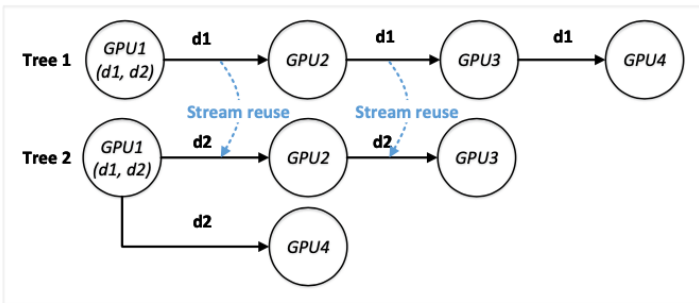 d1 d1 d1
Tree 1 GPU1 (d1, d2) GPU2 GPU3 GPU4
Stream reuse Stream reuse
d2 d2
Tree 2 GPU1 (d1, d2) GPU2 GPU3
d2
GPU4